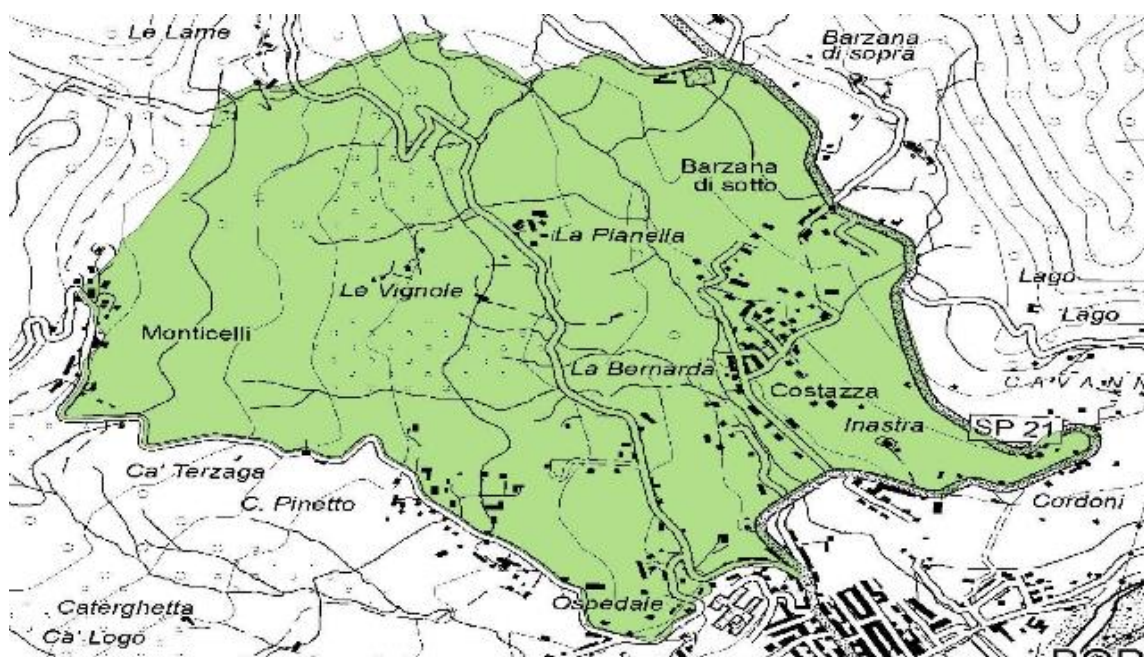 Le Lame
Barzana
di sopra
Barzana
di sotto
La Pianella
Le Vignole
Lago
Lago
Monticelli
La Bernarda
Costazza
Inastra
SP 21
Ca' Terzaga
C. Pinetto
Cordoni
Ospedale
Caterghetta
Ca' Logo